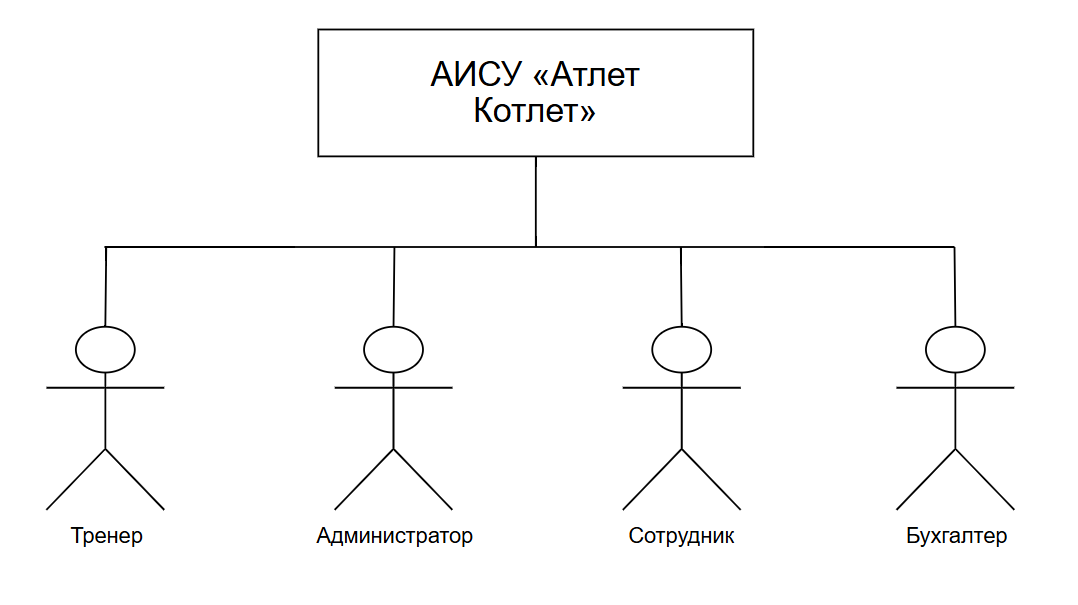 АИСУ «Атлет
Котлет»
Тренер
Администратор
Сотрудник
Бухгалтер